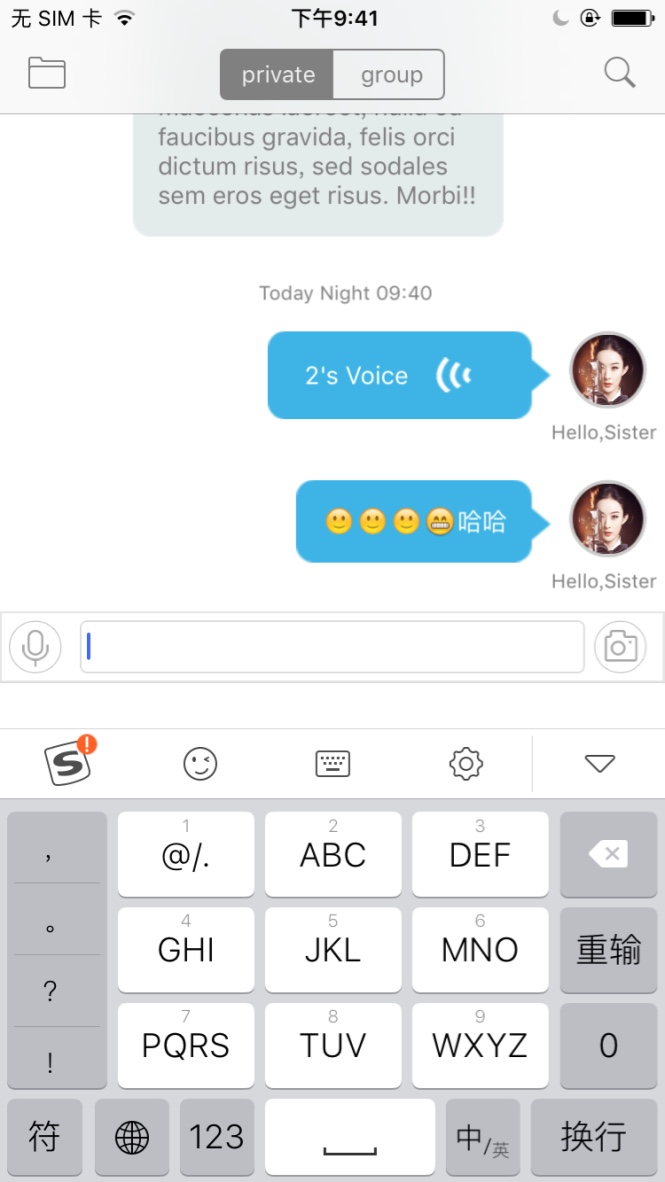 无 SIM 卡 下午9:41
private group
faucibus gravida, felis orci
dictum risus, sed sodales
sem eros eget risus. Morbi!!
Today Night 09:40
2's Voice
Hello,Sister
🙂🙂🙂😁哈哈
Hello,Sister
S !
, 1 @/. 2 ABC 3 DEF
。 4 GHI 5 JKL 6 MNO 重输
? 7 PQRS 8 TUV 9 WXYZ 0
!
符 123 中/英 换行